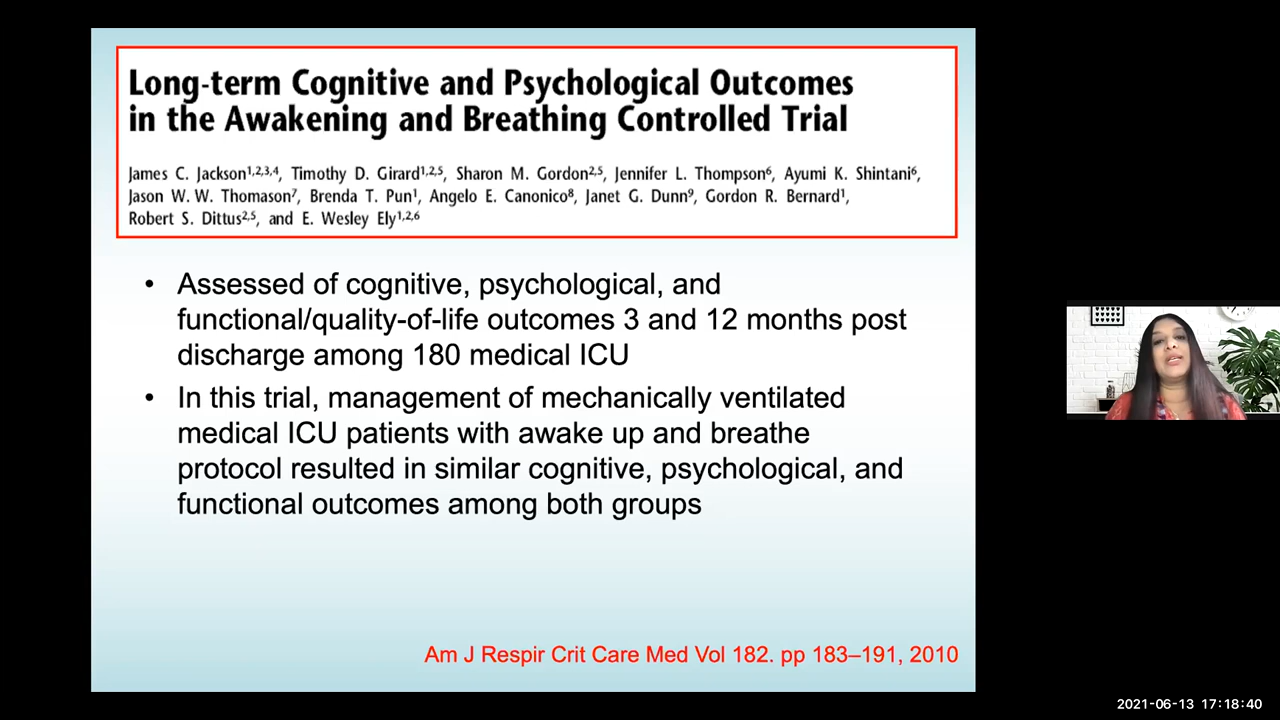 Long-term Cognitive and Psychological Outcomes
in the Awakening and Breathing Controlled Trial
James C. Jackson1,2,3,4, Timothy D. Girard1,2,5, Sharon M. Gordon2,5, Jennifer L. Thompson6, Ayumi K. Shintani6,
Jason W. W. Thomason7, Brenda T. Pun1, Angelo E. Canonico8, Janet G. Dunn9, Gordon R. Bernard1,
Robert S. Dittus2,5, and E. Wesley Ely1,2,6
• Assessed of cognitive, psychological, and
functional/quality-of-life outcomes 3 and 12 months post
discharge among 180 medical ICU
• In this trial, management of mechanically ventilated
medical ICU patients with awake up and breathe
protocol resulted in similar cognitive, psychological, and
functional outcomes among both groups
Am J Respir Crit Care Med Vol 182. pp 183–191, 2010
2021-06-13 17:18:40